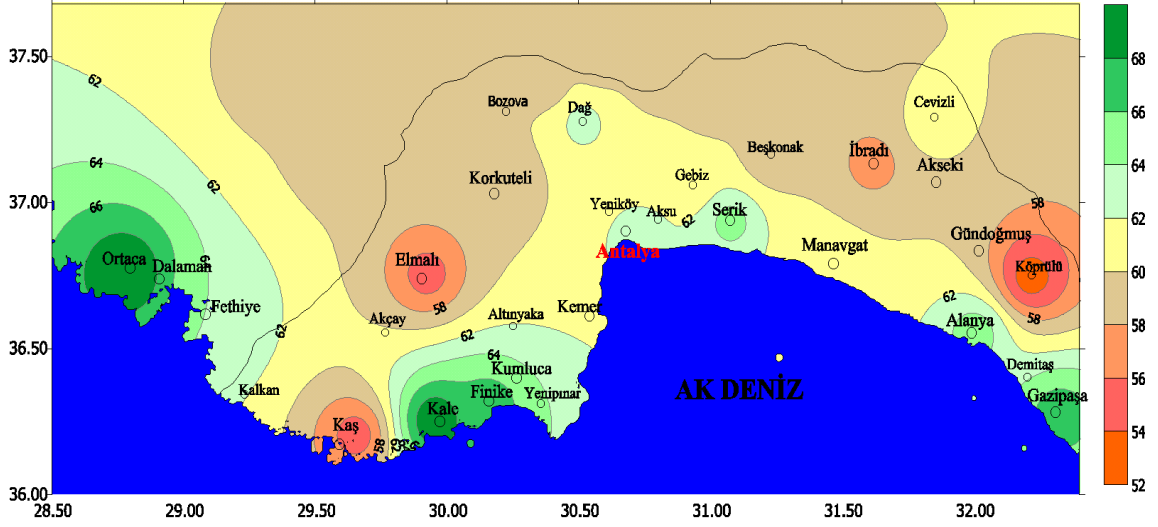 37.50
37.00
36.50
36.00
28.50
29.00
29.50
30.00
30.50
31.00
31.50
32.00
68
66
64
62
60
58
56
54
52
62
Bozova
Dağ
Cevizli
64
Beşkonak
İbradı
Akseki
62
Korkuteli
Gebiz
66
Yeniköy
Aksu
62
Serik
58
Gündoğmuş
Antalya
Manavgat
Ortaca
Dalaman
Elmalı
Köprülü
Fethiye
58
62
Kemer
Akçay
Altınyaka
58
62
62
Alanya
64
Kumluca
Demitaş
Kalkan
Finike
Yenipınar
AK DENİZ
Gazipaşa
Kaş
Kale
58
62